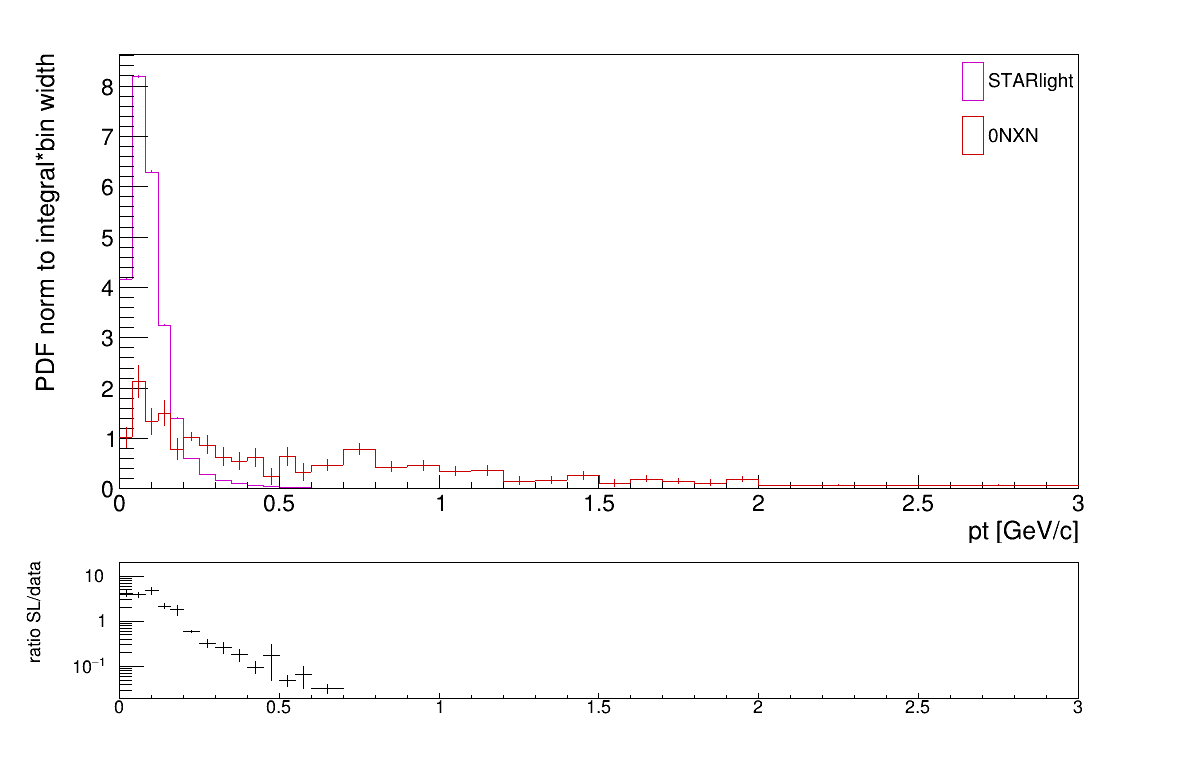 PDF norm to integral*bin width
8
7
6
5
4
3
2
1
0
STARlight
0NXN
0 0.5 1 1.5 2 2.5 3
pt [GeV/c]
ratio SL/data
10
1
10⁻¹
0 0.5 1 1.5 2 2.5 3